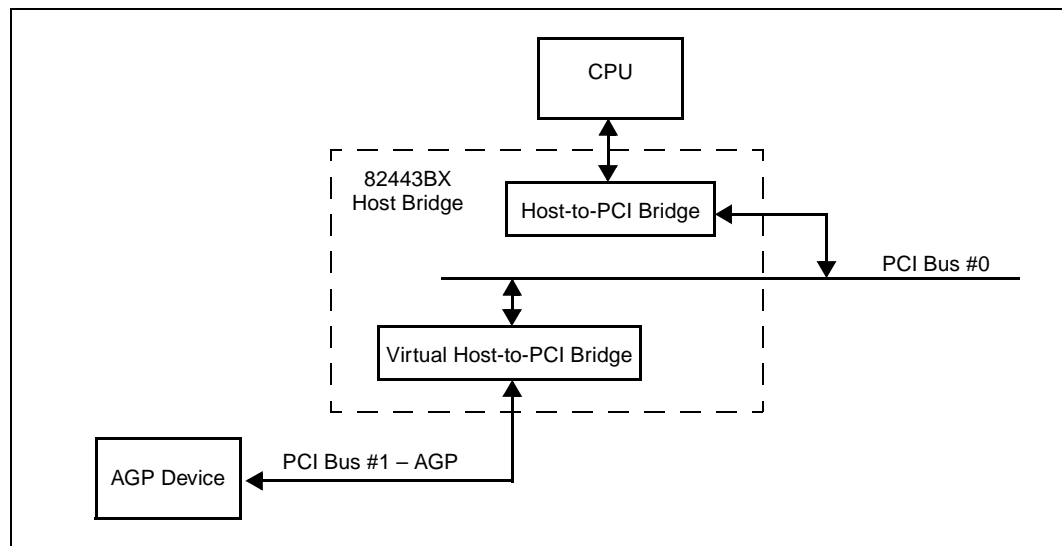 CPU
82443BX
Host Bridge
Host-to-PCI Bridge
PCI Bus #0
Virtual Host-to-PCI Bridge
PCI Bus #1 – AGP
AGP Device